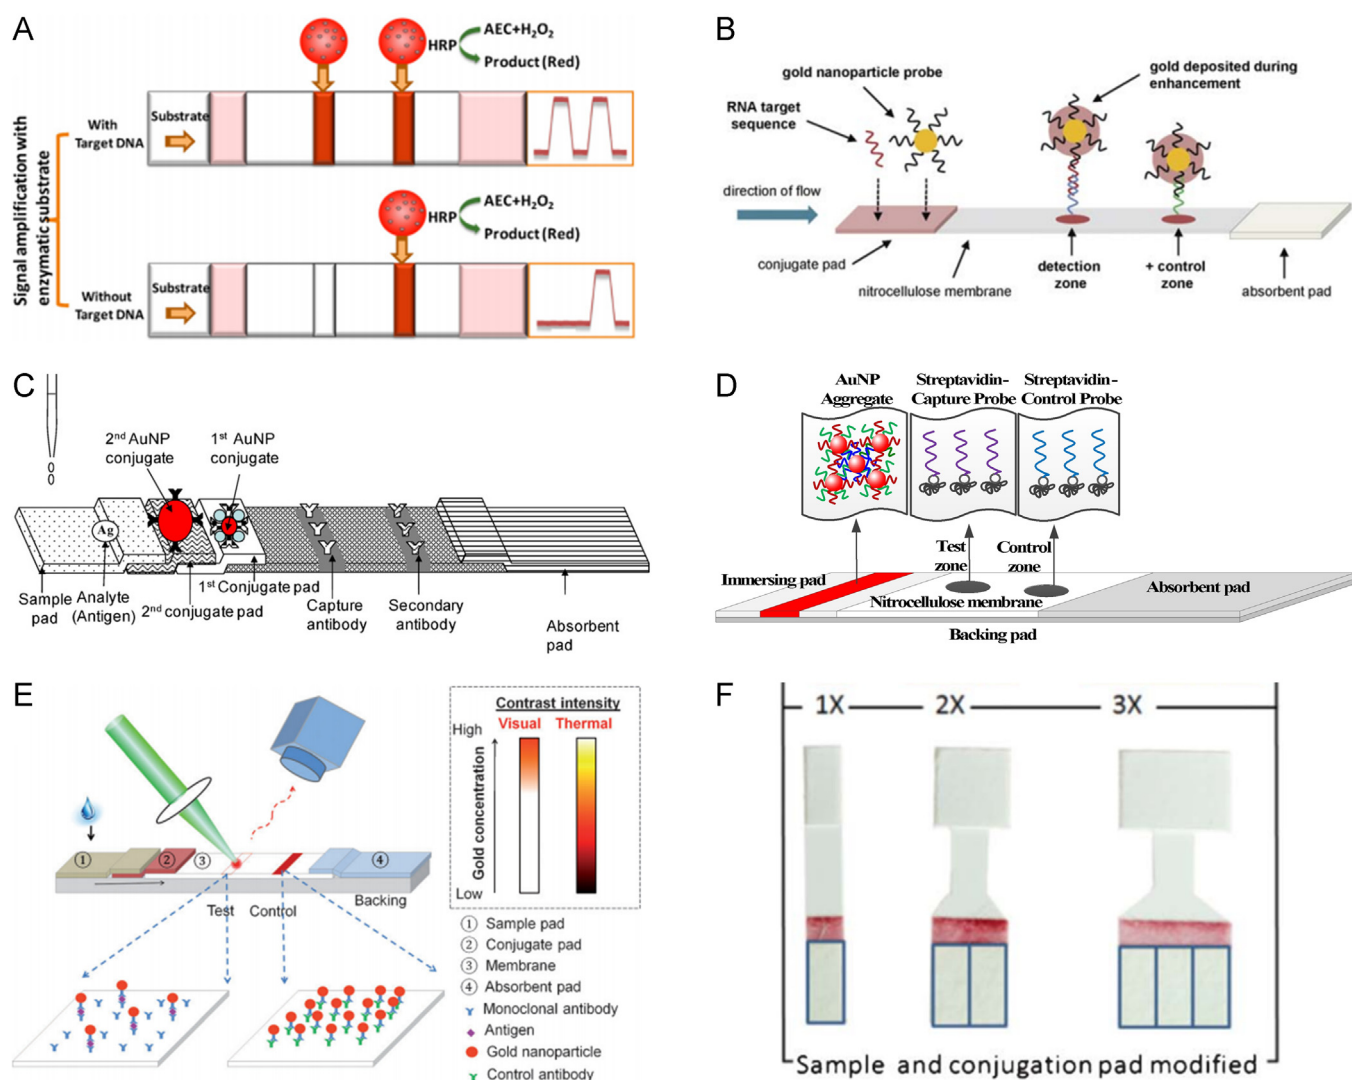 A
Signal amplification with
enzymatic substrate
With
Target DNA
Substrate
HRP
AEC+H₂O₂
Product (Red)
Without
Target DNA
Substrate
HRP
AEC+H₂O₂
Product (Red)
B
gold nanoparticle probe
RNA target
sequence
gold deposited during
enhancement
direction of flow
conjugate pad
nitrocellulose membrane
detection
zone
+ control
zone
absorbent pad
C
2nd AuNP
conjugate
1st AuNP
conjugate
Ag
Sample
pad
Analyte
(Antigen)
2nd conjugate pad
1st Conjugate pad
Capture
antibody
Secondary
antibody
Absorbent
pad
D
AuNP
Aggregate
Streptavidin-
Capture Probe
Streptavidin-
Control Probe
Test
zone
Control
zone
Immersing pad
Nitrocellulose membrane
Absorbent pad
Backing pad
E
1
2
3
4
Test
Control
Backing
Contrast intensity
Visual
Thermal
High
Gold concentration
Low
① Sample pad
② Conjugate pad
③ Membrane
④ Absorbent pad
Monoclonal antibody
Antigen
Gold nanoparticle
Control antibody
F
1X
2X
3X
Sample and conjugation pad modified